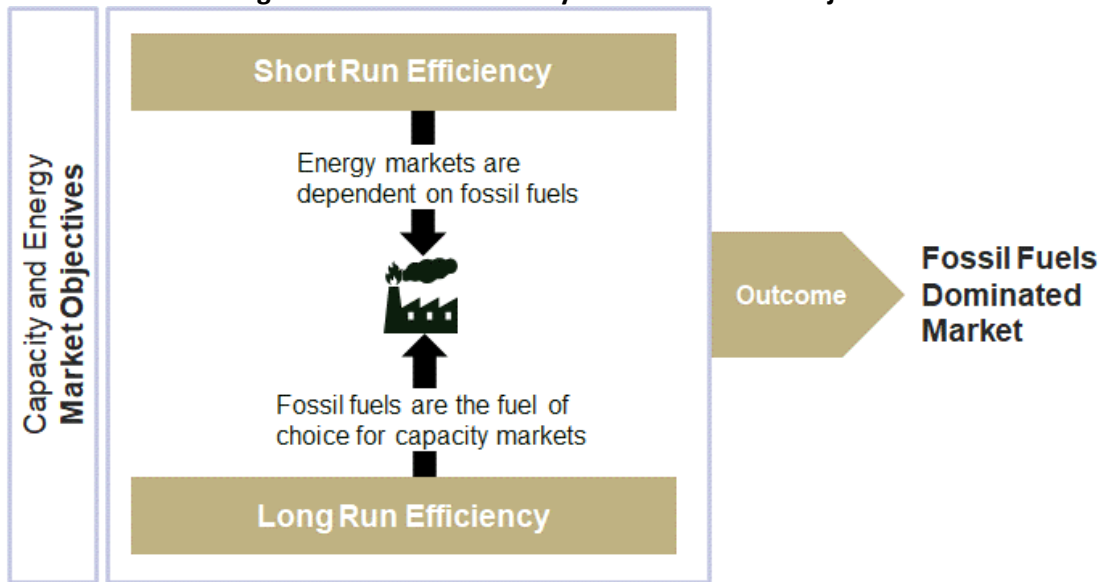 Short Run Efficiency
Energy markets are
dependent on fossil fuels
Capacity and Energy
Market Objectives
Fossil fuels are the fuel of
choice for capacity markets
Long Run Efficiency
Outcome
Fossil Fuels
Dominated
Market